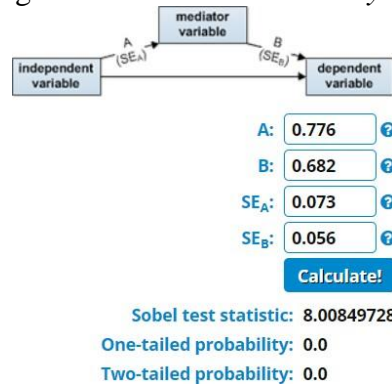 mediator
variable
A
(SEA)
B
(SEB)
independent
variable
dependent
variable
A: 0.776
B: 0.682
SEA: 0.073
SEB: 0.056
Calculate!
Sobel test statistic: 8.00849728
One-tailed probability: 0.0
Two-tailed probability: 0.0